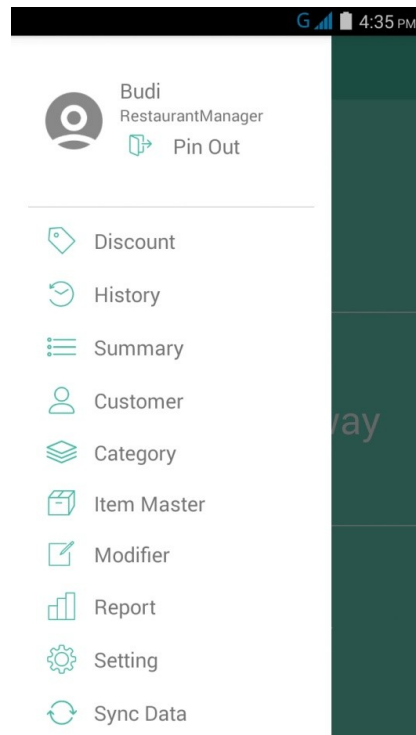 G 4:35 PM
Budi
RestaurantManager
Pin Out
Discount
History
Summary
Customer
Category
Item Master
Modifier
Report
Setting
Sync Data
way